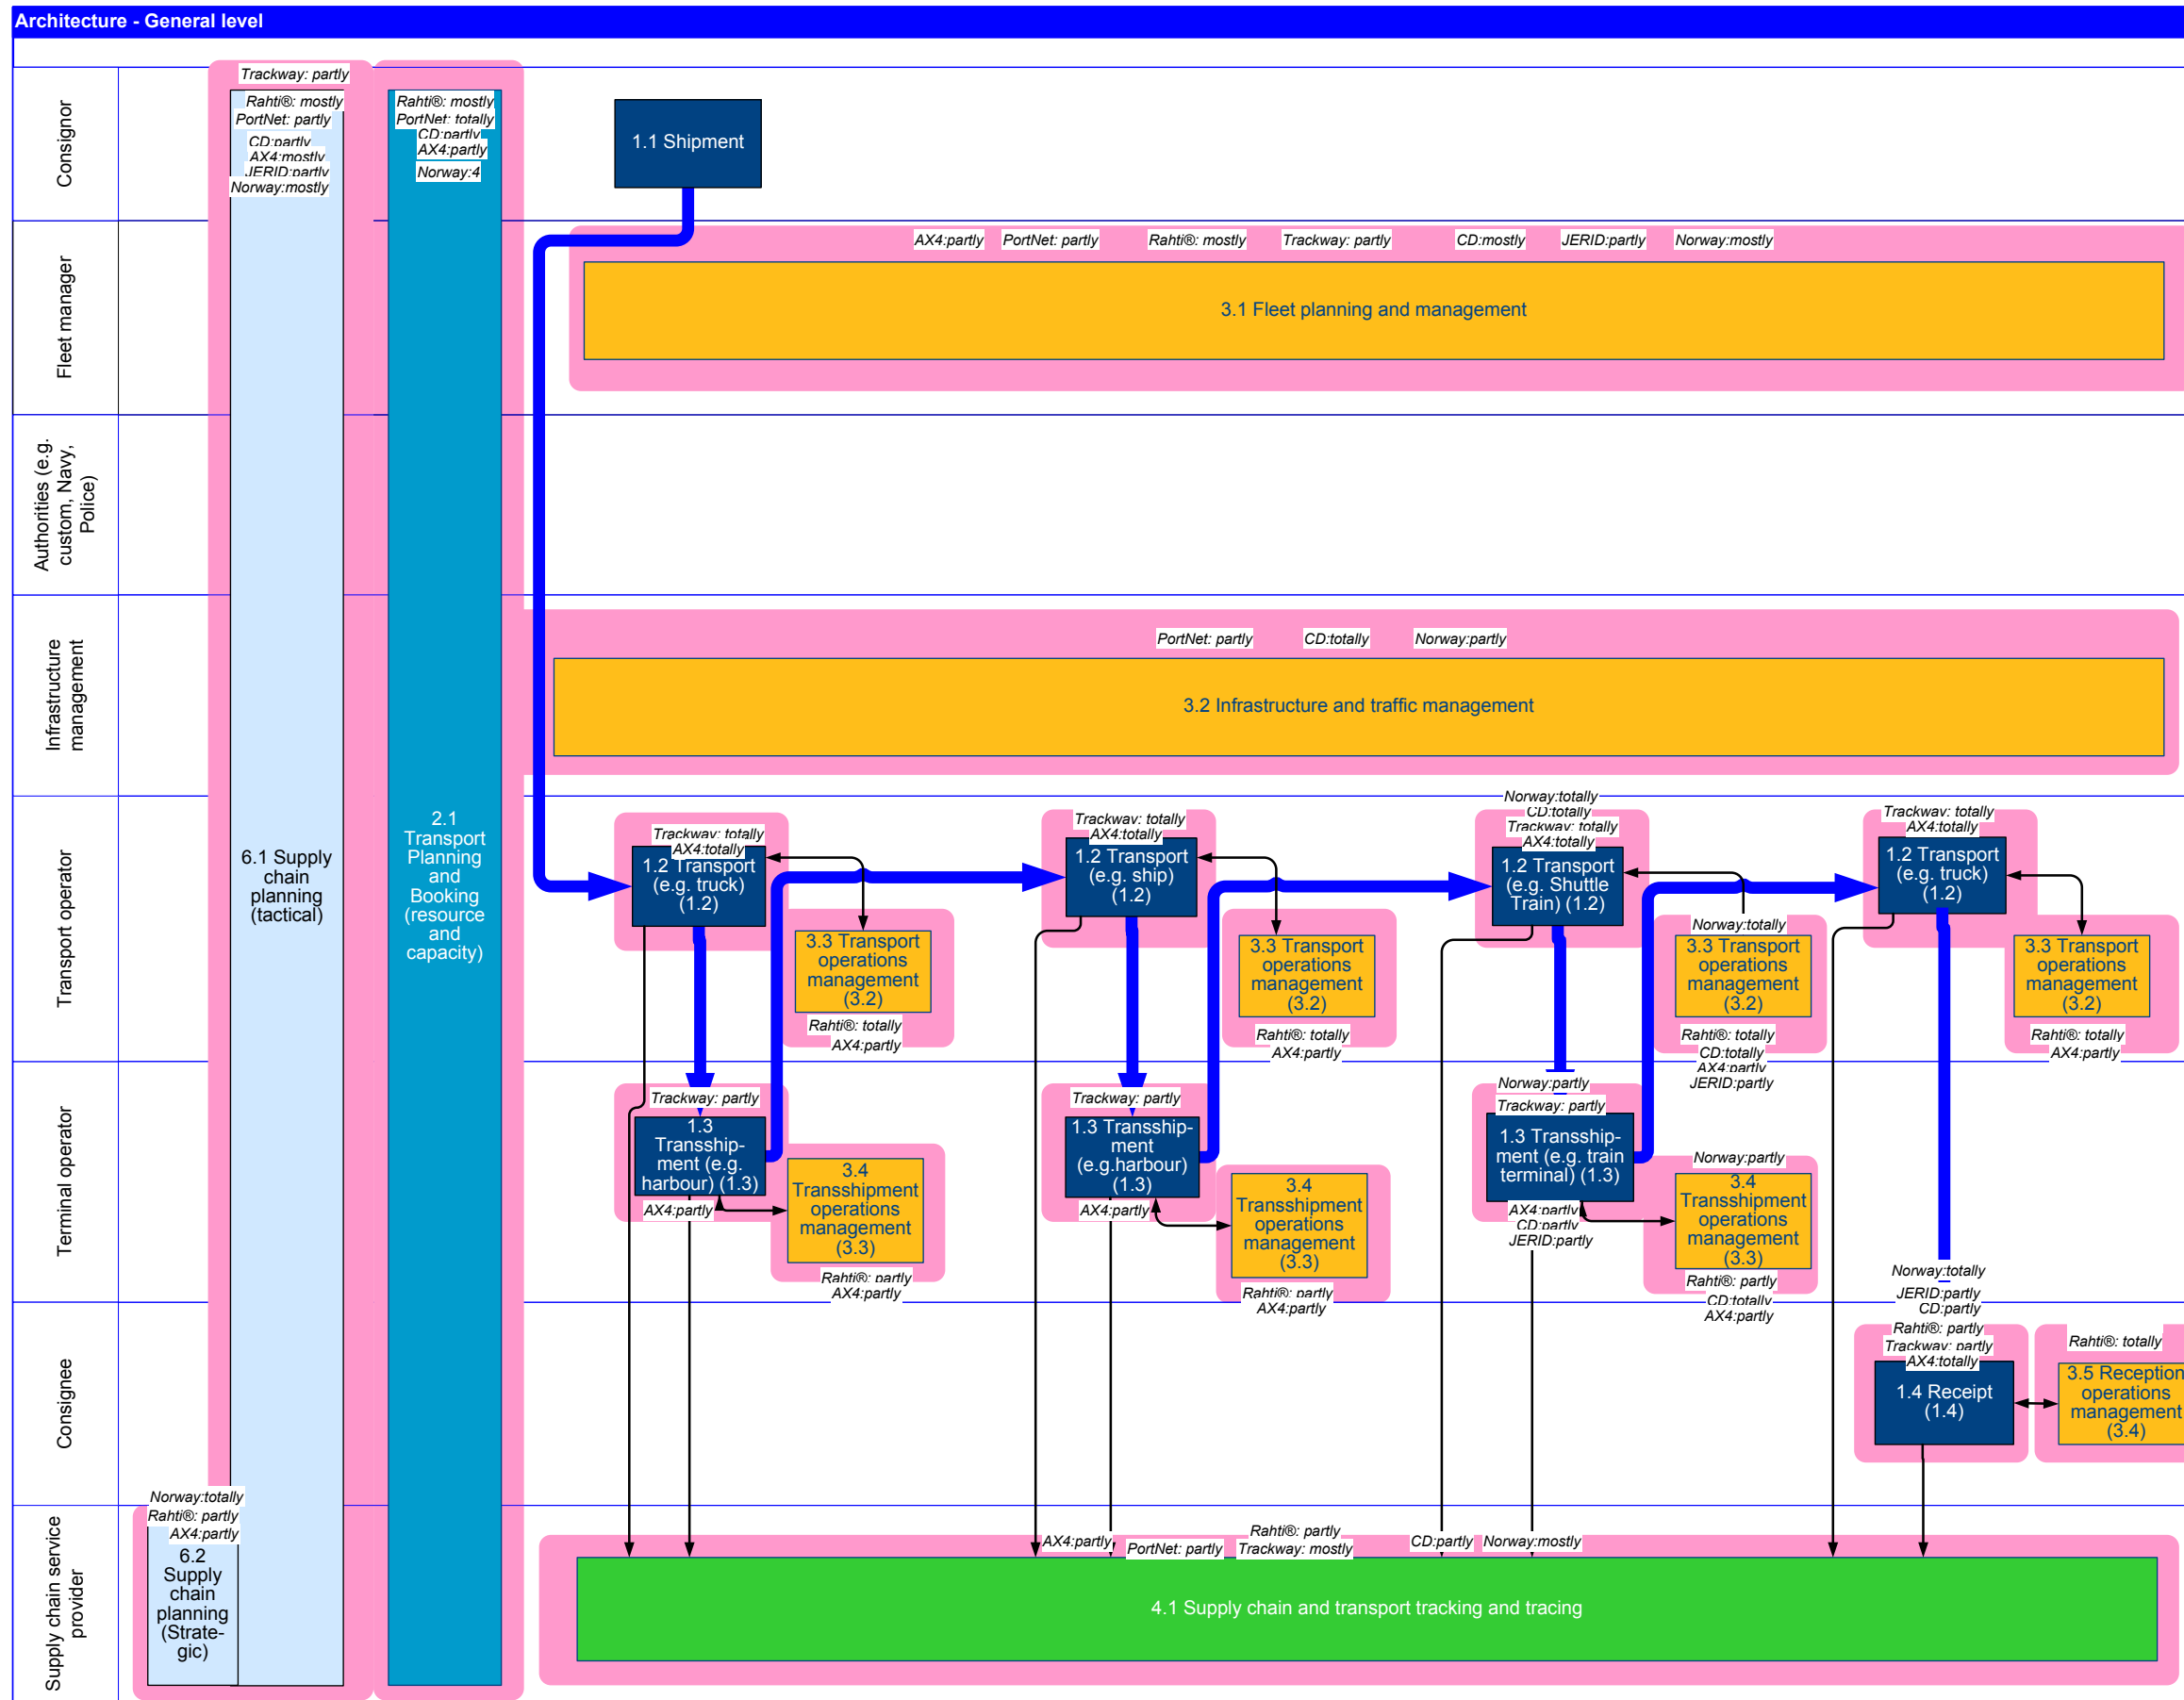 Architecture - General level
Consignor
Trackway: partly
Rahti®: mostly
PortNet: partly
CD:partly
AX4:mostly
JERID:partly
Norway:mostly
Rahti®: mostly
PortNet: totally
CD:partly
AX4:partly
Norway:4
1.1 Shipment
Fleet manager
AX4:partly
PortNet: partly
Rahti®: mostly
Trackway: partly
CD:mostly
JERID:partly
Norway:mostly
3.1 Fleet planning and management
Authorities (e.g.
custom, Navy,
Police)
Infrastructure
management
PortNet: partly
CD:totally
Norway:partly
3.2 Infrastructure and traffic management
Transport operator
6.1 Supply
chain
planning
(tactical)
2.1
Transport
Planning
and
Booking
(resource
and
capacity)
Trackway: totally
AX4:totally
1.2 Transport
(e.g. truck)
(1.2)
3.3 Transport
operations
management
(3.2)
Rahti®: totally
AX4:partly
Trackway: totally
AX4:totally
1.2 Transport
(e.g. ship)
(1.2)
3.3 Transport
operations
management
(3.2)
Rahti®: totally
AX4:partly
Norway:totally
CD:totally
Trackway: totally
AX4:totally
1.2 Transport
(e.g. Shuttle
Train) (1.2)
Norway:totally
3.3 Transport
operations
management
(3.2)
Rahti®: totally
CD:totally
AX4:partly
JERID:partly
Trackway: totally
AX4:totally
1.2 Transport
(e.g. truck)
(1.2)
3.3 Transport
operations
management
(3.2)
Rahti®: totally
AX4:partly
Terminal operator
Trackway: partly
1.3
Transship-
ment (e.g.
harbour) (1.3)
AX4:partly
3.4
Transshipment
operations
management
(3.3)
Rahti®: partly
AX4:partly
Trackway: partly
1.3 Transship-
ment
(e.g.harbour)
(1.3)
AX4:partly
3.4
Transshipment
operations
management
(3.3)
Rahti®: partly
AX4:partly
Norway:partly
Trackway: partly
1.3 Transship-
ment (e.g. train
terminal) (1.3)
AX4:partly
CD:partly
JERID:partly
Norway:partly
3.4
Transshipment
operations
management
(3.3)
Rahti®: partly
CD:totally
AX4:partly
Consignee
Norway:totally
JERID:partly
CD:partly
Rahti®: partly
Trackway: partly
AX4:totally
1.4 Receipt
(1.4)
Rahti®: totally
3.5 Reception
operations
management
(3.4)
Supply chain service
provider
Norway:totally
Rahti®: partly
AX4:partly
6.2
Supply
chain
planning
(Strate-
gic)
AX4:partly
PortNet: partly
Rahti®: partly
Trackway: mostly
CD:partly
Norway:mostly
4.1 Supply chain and transport tracking and tracing